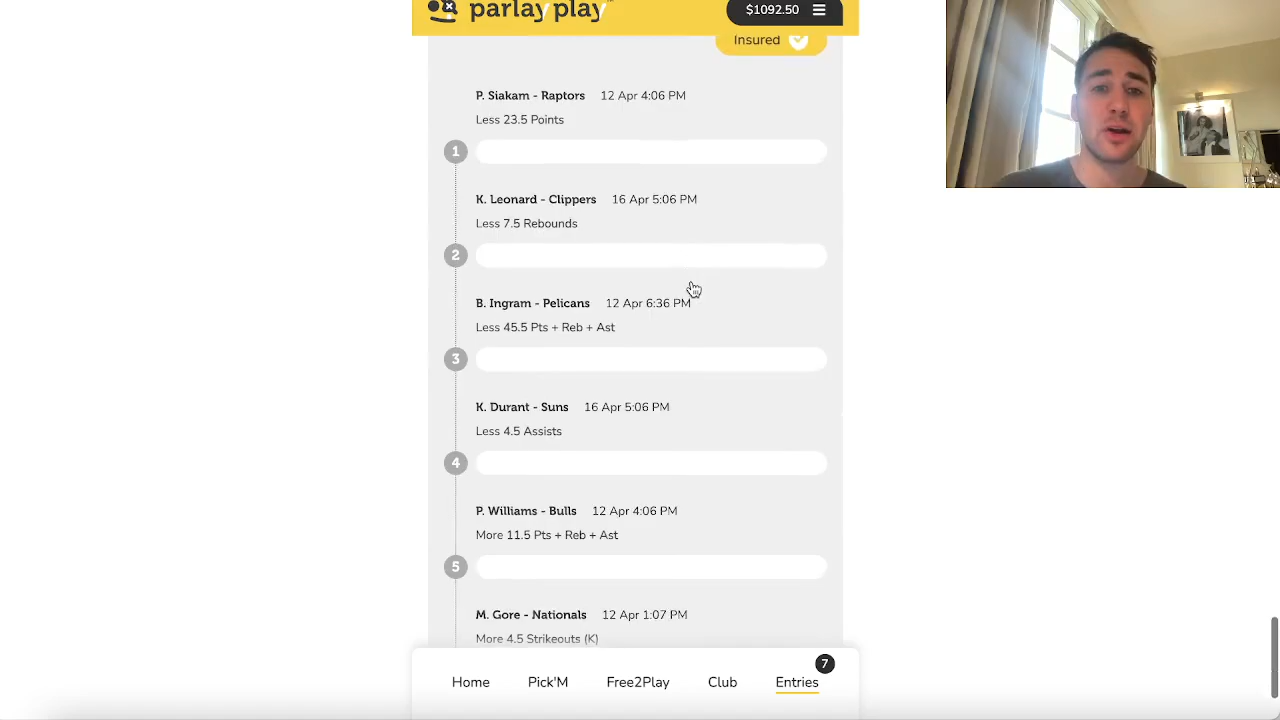 parlay play™
$1092.50
Insured
P. Siakam - Raptors 12 Apr 4:06 PM
Less 23.5 Points
1
K. Leonard - Clippers 16 Apr 5:06 PM
Less 7.5 Rebounds
2
B. Ingram - Pelicans 12 Apr 6:36 PM
Less 45.5 Pts + Reb + Ast
3
K. Durant - Suns 16 Apr 5:06 PM
Less 4.5 Assists
4
P. Williams - Bulls 12 Apr 4:06 PM
More 11.5 Pts + Reb + Ast
5
M. Gore - Nationals 12 Apr 1:07 PM
More 4.5 Strikeouts (K)
7
Home Pick'M Free2Play Club Entries